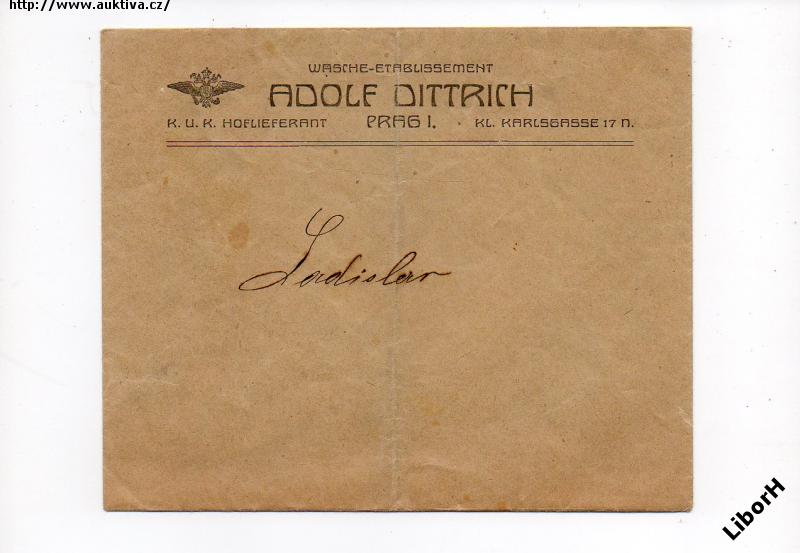 http://www.auktiva.cz/
WÄSCHE-ETABLISSEMENT
ADOLF DITTRICH
K. U. K. HOFLIEFERANT PRAG I. KL. KARLSGASSE 17 N.
Ladislav
LiborH